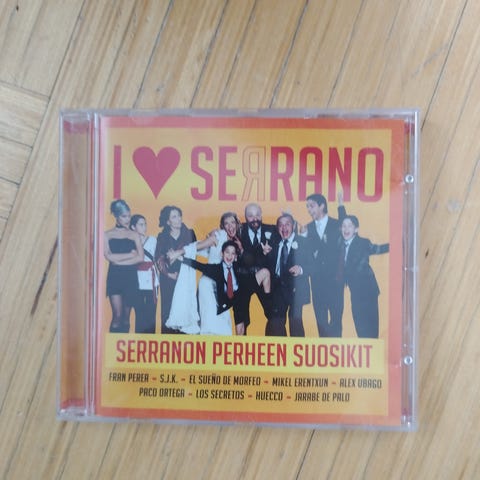 I ♥ SERRANO
SERRANON PERHEEN SUOSIKIT
FRAN PEREA - S.J.K. - EL SUEÑO DE MORFEO - MIKEL ERENTXUN - ALEX UBAGO
PACO ORTEGA - LOS SECRETOS - HUECCO - JARABE DE PALO